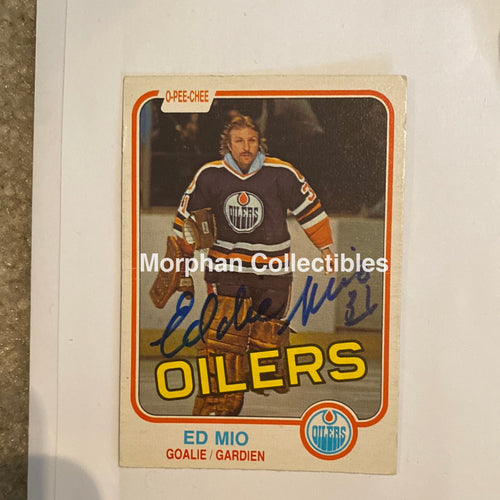 O-PEE-CHEE
OILERS
Morphan Collectibles
Eddie Mio 31
OILERS
ED MIO
OILERS
GOALIE / GARDIEN